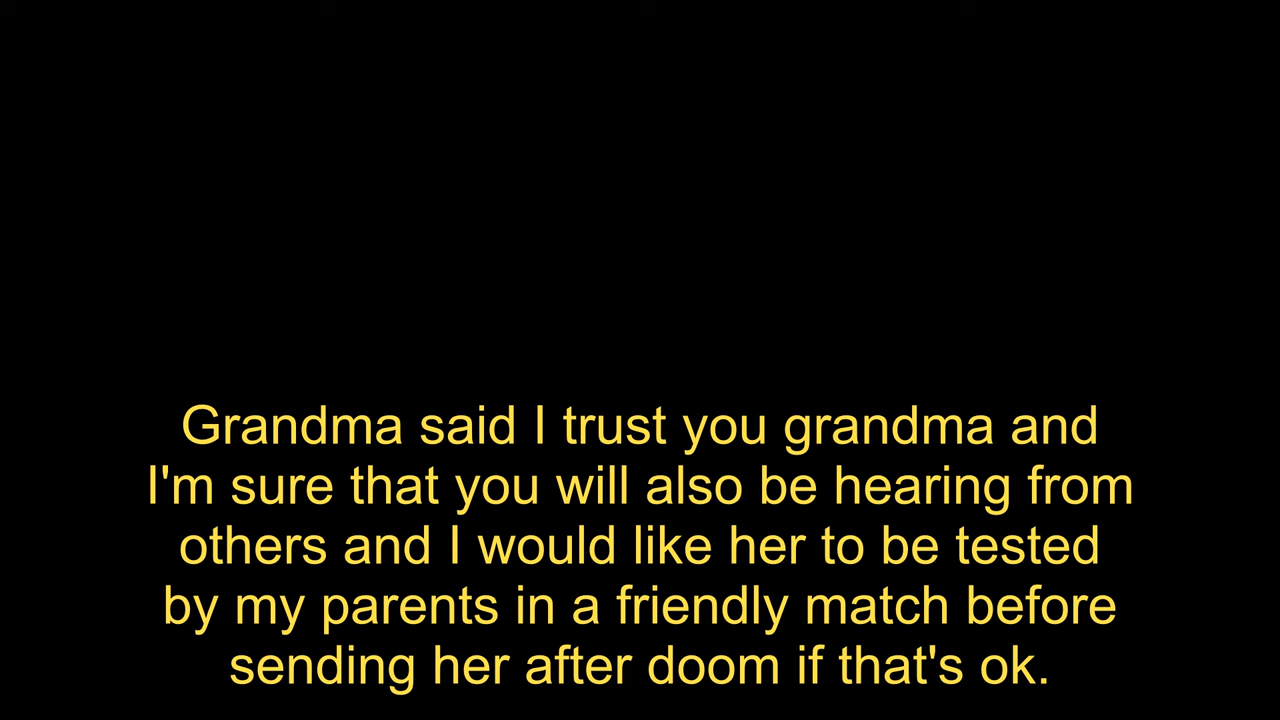 Grandma said I trust you grandma and
I'm sure that you will also be hearing from
others and I would like her to be tested
by my parents in a friendly match before
sending her after doom if that's ok.